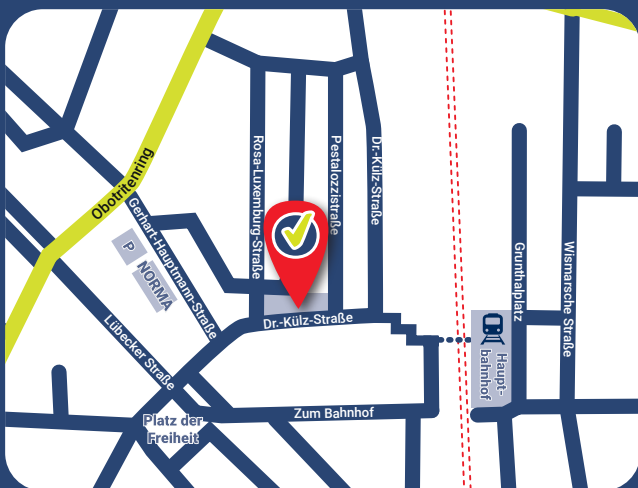 Obotritenring
Gerhart-Hauptmann-Straße
Rosa-Luxemburg-Straße
Pestalozzistraße
Dr.-Külz-Straße
P
NORMA
Lübecker Straße
Dr.-Külz-Straße
Grunthalplatz
Wismarsche Straße
Haupt-
bahnhof
Platz der
Freiheit
Zum Bahnhof